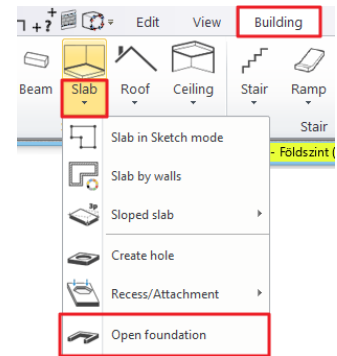 Edit View Building
Beam Slab Roof Ceiling Stair Ramp
Stair
- Földszint (
Slab in Sketch mode
Slab by walls
3p
Sloped slab
Create hole
Recess/Attachment
Open foundation